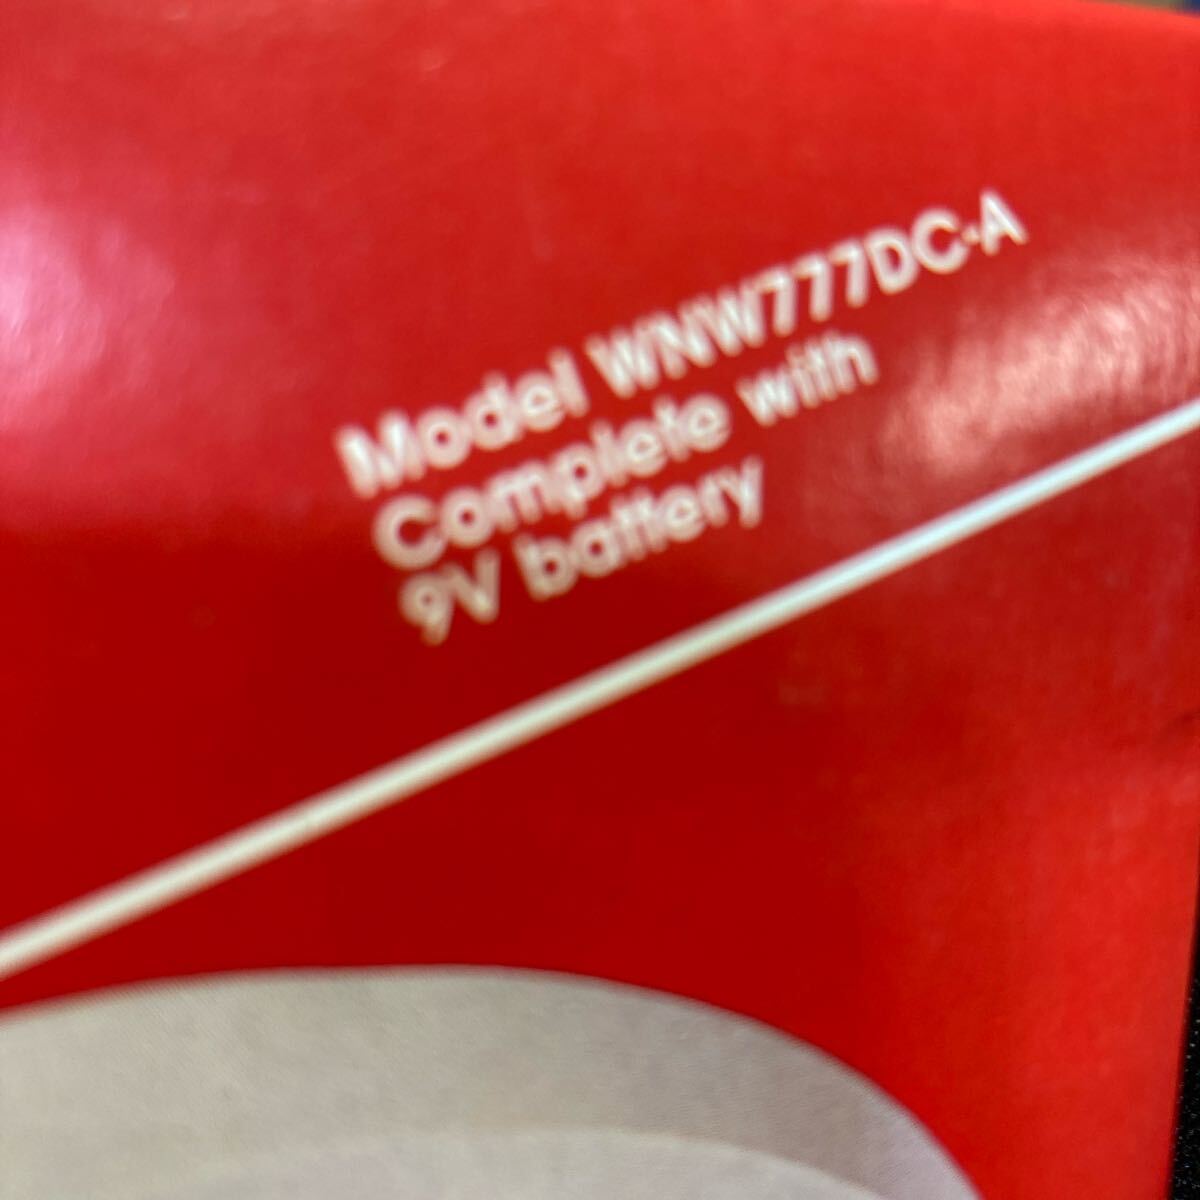 Model WNW777DC-A
Complete with
9V battery